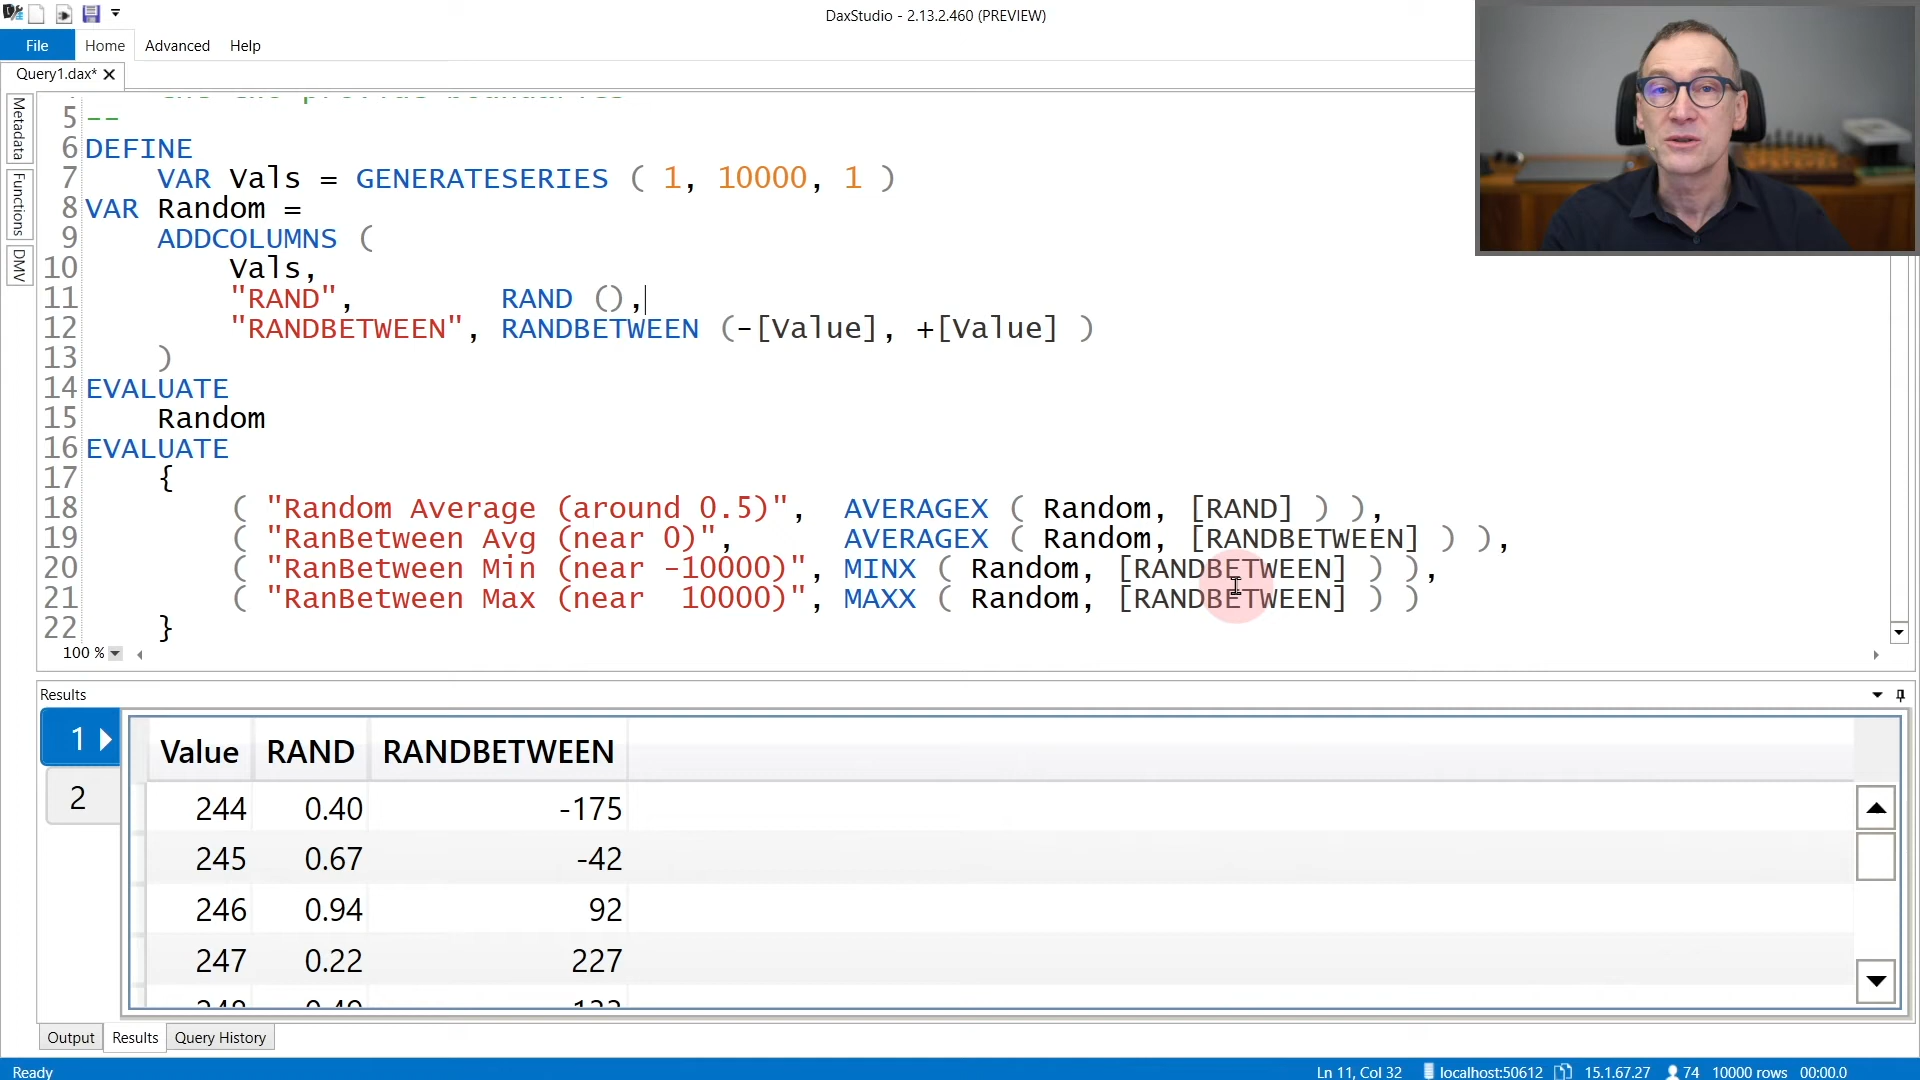 DaxStudio - 2.13.2.460 (PREVIEW)
File Home Advanced Help
Query1.dax*
Metadata
Functions
DMV
5 --
6 DEFINE
7 VAR Vals = GENERATESERIES ( 1, 10000, 1 )
8 VAR Random =
9 ADDCOLUMNS (
10 Vals,
11 "RAND", RAND (),
12 "RANDBETWEEN", RANDBETWEEN (-[Value], +[Value] )
13 )
14 EVALUATE
15 Random
16 EVALUATE
17 {
18 ( "Random Average (around 0.5)", AVERAGEX ( Random, [RAND] ) ),
19 ( "RanBetween Avg (near 0)", AVERAGEX ( Random, [RANDBETWEEN] ) ),
20 ( "RanBetween Min (near -10000)", MINX ( Random, [RANDBETWEEN] ) ),
21 ( "RanBetween Max (near 10000)", MAXX ( Random, [RANDBETWEEN] ) )
22 }
100 %
Results
1
2
Value RAND RANDBETWEEN
244 0.40 -175
245 0.67 -42
246 0.94 92
247 0.22 227
Output Results Query History
Ready Ln 11, Col 32 localhost:50612 15.1.67.27 74 10000 rows 00:00.0